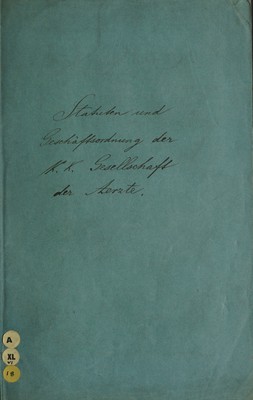 Statuten und
Geschäftsordnung der
K. K. Gesellschaft
der Aerzte.
A
XL
18